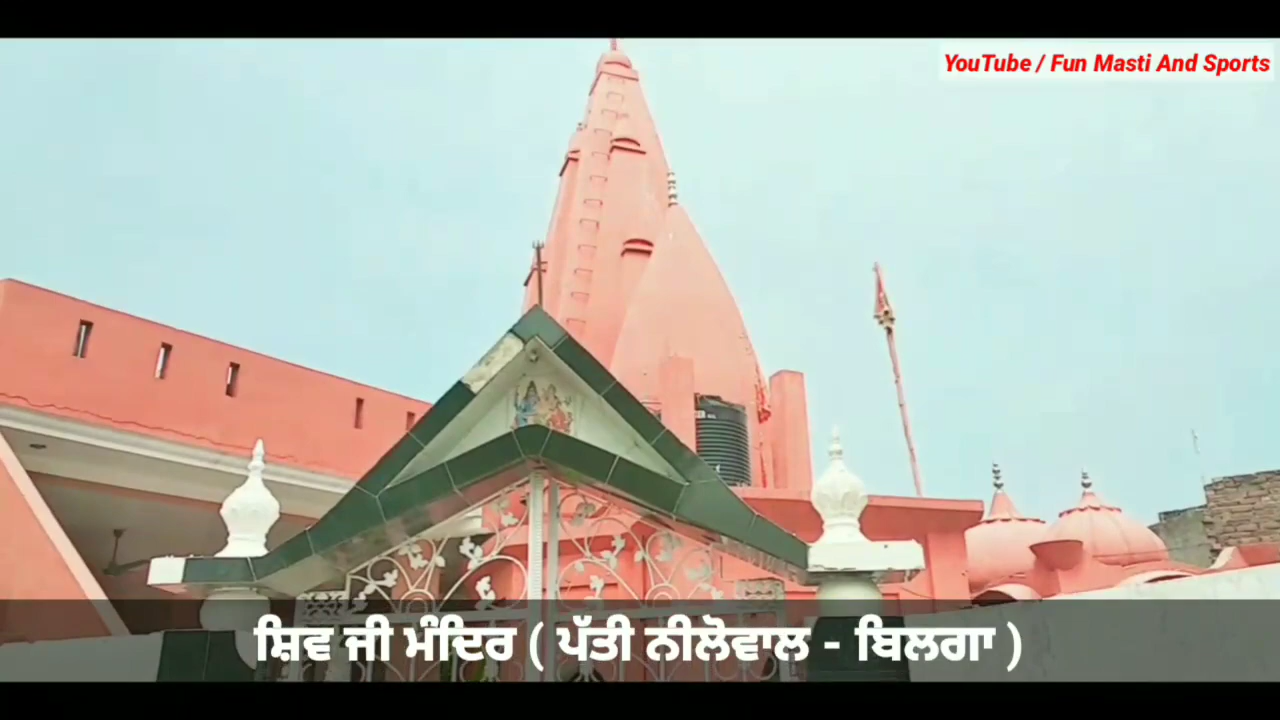 YouTube / Fun Masti And Sports
ਸ਼ਿਵ ਜੀ ਮੰਦਿਰ ( ਪੱਤੀ ਨੀਲੋਵਾਲ - ਬਿਲਗਾ )